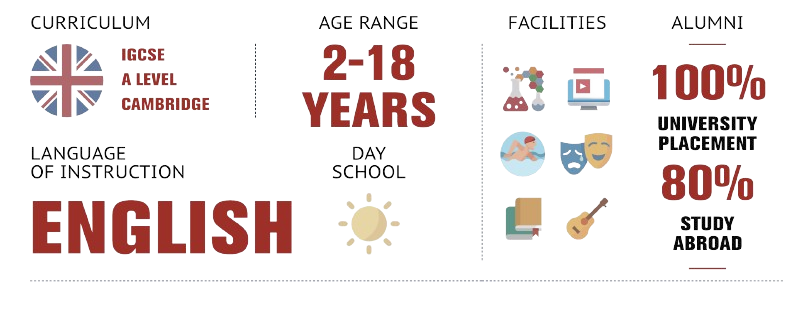 CURRICULUM
IGCSE
A LEVEL
CAMBRIDGE
AGE RANGE
2-18
YEARS
LANGUAGE
OF INSTRUCTION
ENGLISH
DAY
SCHOOL
FACILITIES
ALUMNI
100%
UNIVERSITY
PLACEMENT
80%
STUDY
ABROAD